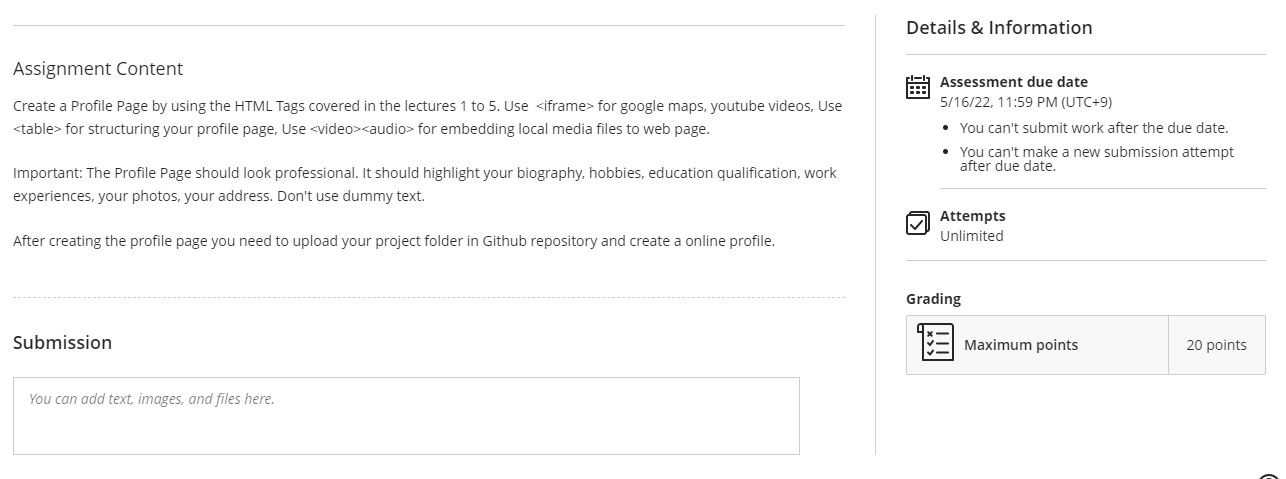 Assignment Content
Create a Profile Page by using the HTML Tags covered in the lectures 1 to 5. Use  <iframe> for google maps, youtube videos, Use
<table> for structuring your profile page, Use <video><audio> for embedding local media files to web page.
Important: The Profile Page should look professional. It should highlight your biography, hobbies, education qualification, work
experiences, your photos, your address. Don't use dummy text.
After creating the profile page you need to upload your project folder in Github repository and create a online profile.
Submission
You can add text, images, and files here.
Details & Information
Assessment due date
5/16/22, 11:59 PM (UTC+9)
• You can't submit work after the due date.
• You can't make a new submission attempt
after due date.
Attempts
Unlimited
Grading
Maximum points
20 points